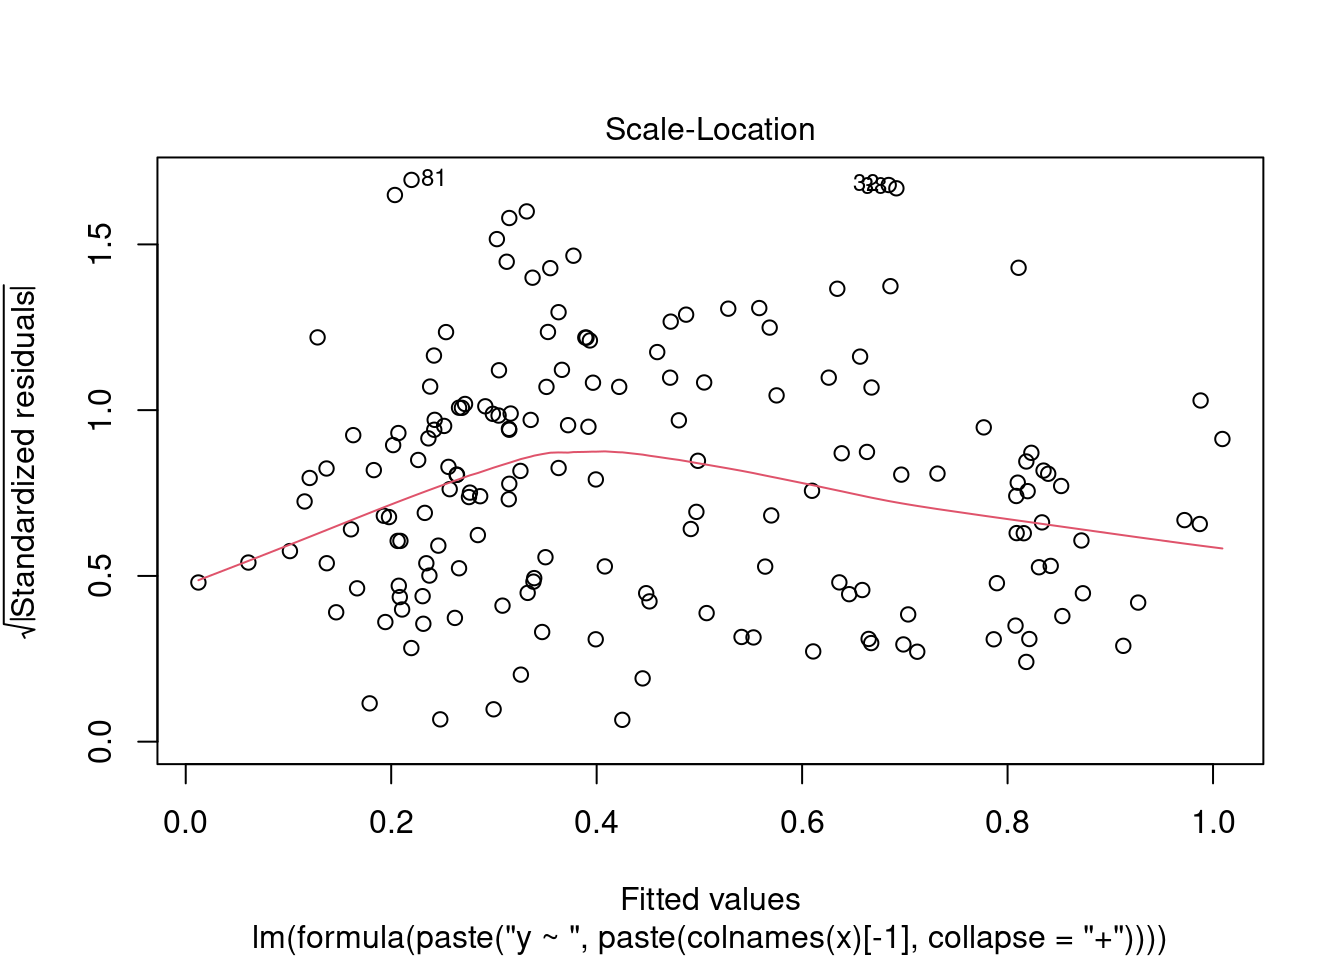 Scale-Location
81
1.5
1.0
0.5
0.0
√|Standardized residuals|
0.0 0.2 0.4 0.6 0.8 1.0
Fitted values
lm(formula(paste("y ~ ", paste(colnames(x)[-1], collapse = "+"))))